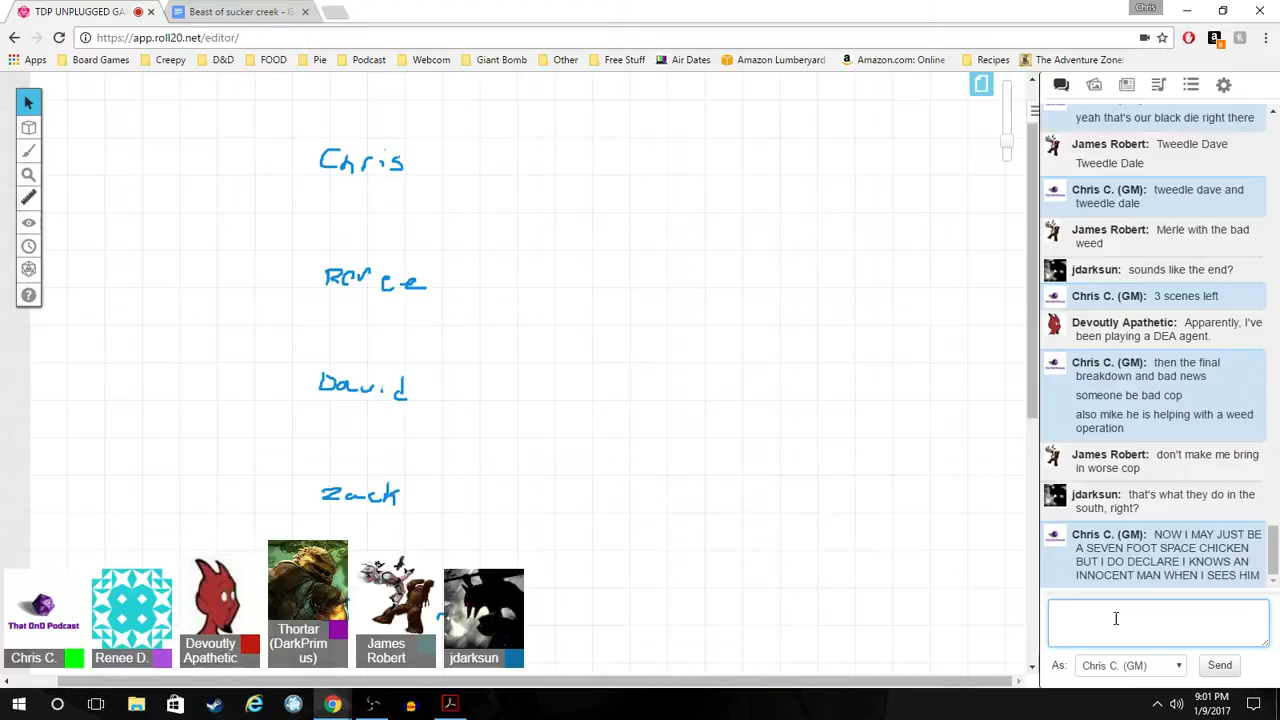 TDP UNPLUGGED GA
Beast of sucker creek - G
Chris
https://app.roll20.net/editor/
Apps
Board Games
Creepy
D&D
FOOD
Pie
Podcast
Webcom
Giant Bomb
Other
Free Stuff
Air Dates
Amazon Lumberyard
Amazon.com: Online
Recipes
The Adventure Zone:
yeah that's our black die right there
James Robert: Tweedle Dave
Tweedle Dale
Chris C. (GM): tweedle dave and
tweedle dale
James Robert: Merle with the bad
weed
jdarksun: sounds like the end?
Chris C. (GM): 3 scenes left
Devoutly Apathetic: Apparently, I've
been playing a DEA agent.
Chris C. (GM): then the final
breakdown and bad news
someone be bad cop
also mike he is helping with a weed
operation
James Robert: don't make me bring
in worse cop
jdarksun: that's what they do in the
south, right?
Chris C. (GM): NOW I MAY JUST BE
A SEVEN FOOT SPACE CHICKEN
BUT I DO DECLARE I KNOWS AN
INNOCENT MAN WHEN I SEES HIM
As: Chris C. (GM) Send
Chris
David
Zack
That DnD Podcast
Chris C.
Renee D.
Devoutly
Apathetic
Thortar
(DarkPrim
us)
James
Robert
jdarksun
9:01 PM
1/9/2017